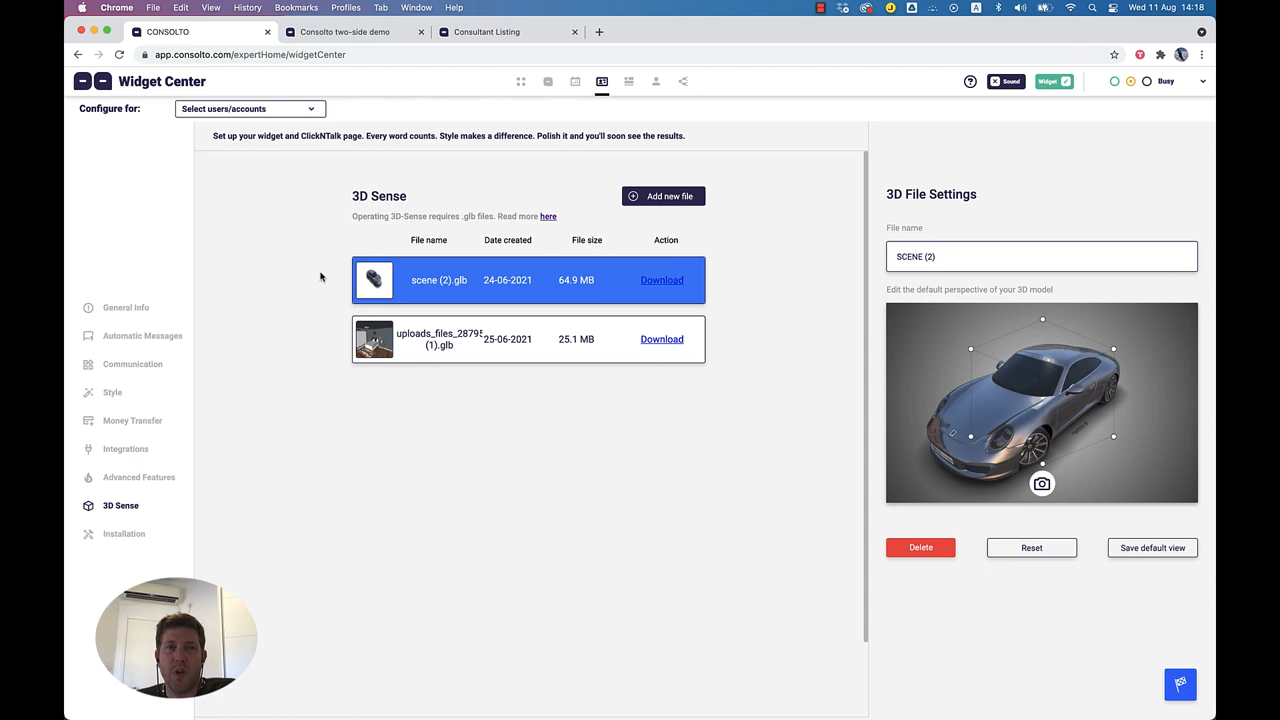 Chrome File Edit View History Bookmarks Profiles Tab Window Help
Wed 11 Aug 14:18
CONSOLTO
Consolto two-side demo
Consultant Listing
app.consolto.com/expertHome/widgetCenter
Widget Center
Sound
Widget
Busy
Configure for:
Select users/accounts
Set up your widget and ClickNTalk page. Every word counts. Style makes a difference. Polish it and you'll soon see the results.
General Info
Automatic Messages
Communication
Style
Money Transfer
Integrations
Advanced Features
3D Sense
Installation
3D Sense
Add new file
Operating 3D-Sense requires .glb files. Read more here
File name Date created File size Action
scene (2).glb 24-06-2021 64.9 MB Download
uploads_files_28795
(1).glb
25-06-2021 25.1 MB Download
3D File Settings
File name
SCENE (2)
Edit the default perspective of your 3D model
Delete
Reset
Save default view